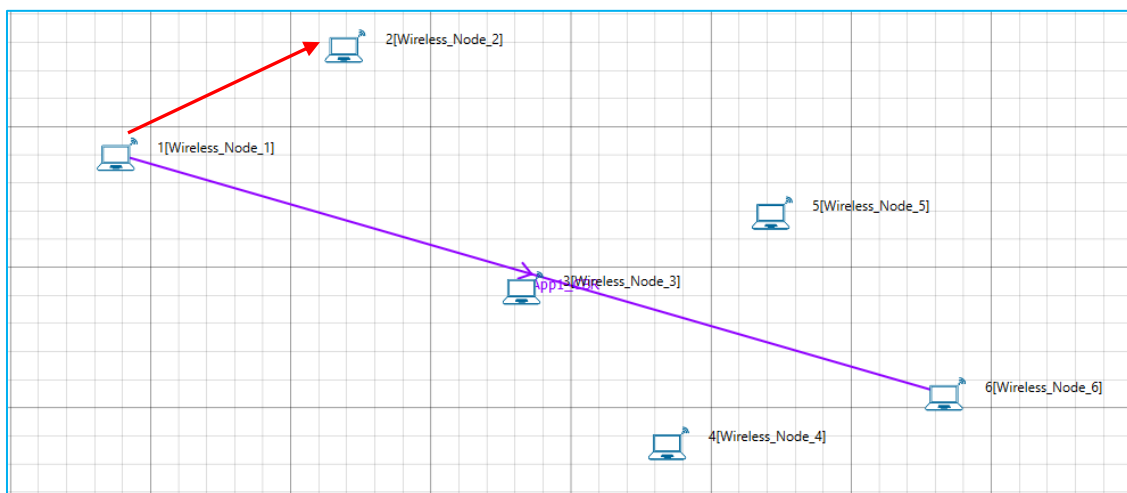 2[Wireless_Node_2]
1[Wireless_Node_1]
5[Wireless_Node_5]
3[Wireless_Node_3]
6[Wireless_Node_6]
4[Wireless_Node_4]